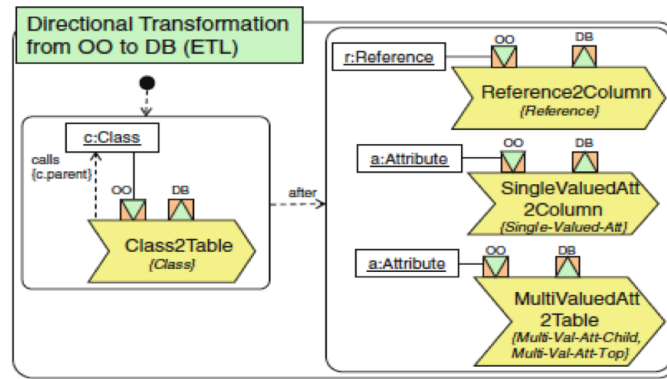 Directional Transformation
from OO to DB (ETL)
c:Class
calls
{c.parent}
OO
DB
Class2Table
{Class}
after
r:Reference
OO
DB
Reference2Column
{Reference}
a:Attribute
OO
DB
SingleValuedAtt
2Column
{Single-Valued-Att}
a:Attribute
OO
DB
MultiValuedAtt
2Table
{Multi-Val-Att-Child,
Multi-Val-Att-Top}